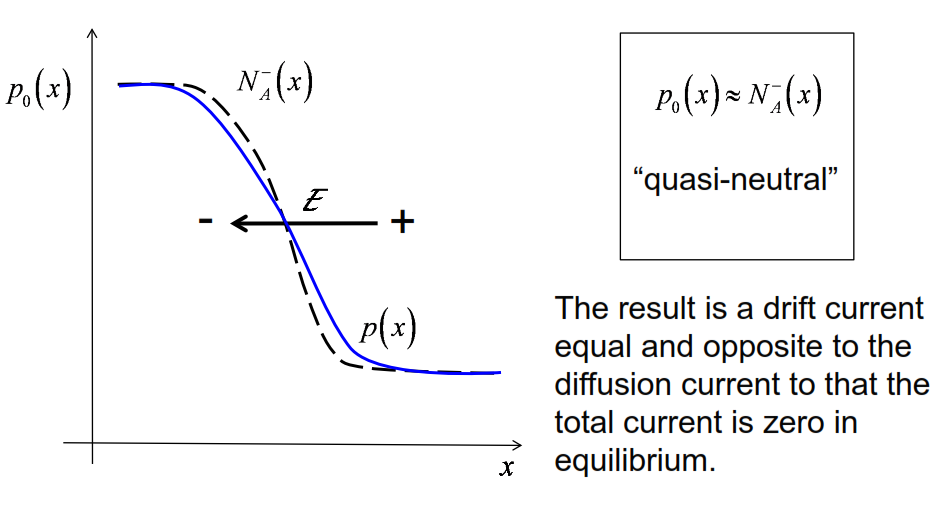 p₀(x)
N_A⁻(x)
ℰ
-
+
p(x)
x
p₀(x) ≈ N_A⁻(x)
“quasi-neutral”
The result is a drift current
equal and opposite to the
diffusion current to that the
total current is zero in
equilibrium.